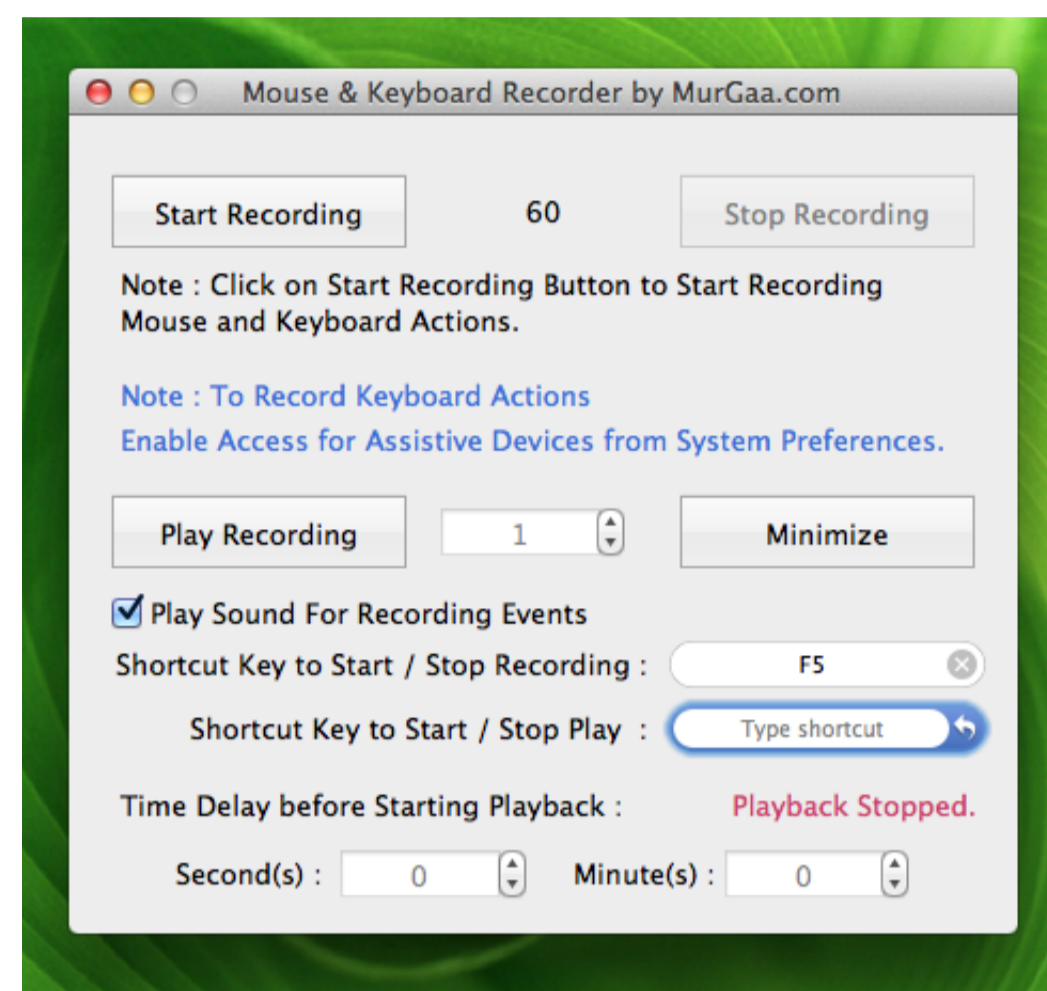 Mouse & Keyboard Recorder by MurGaa.com
Start Recording 60 Stop Recording
Note : Click on Start Recording Button to Start Recording
Mouse and Keyboard Actions.
Note : To Record Keyboard Actions
Enable Access for Assistive Devices from System Preferences.
Play Recording 1 Minimize
Play Sound For Recording Events
Shortcut Key to Start / Stop Recording : F5
Shortcut Key to Start / Stop Play : Type shortcut
Time Delay before Starting Playback : Playback Stopped.
Second(s) : 0 Minute(s) : 0